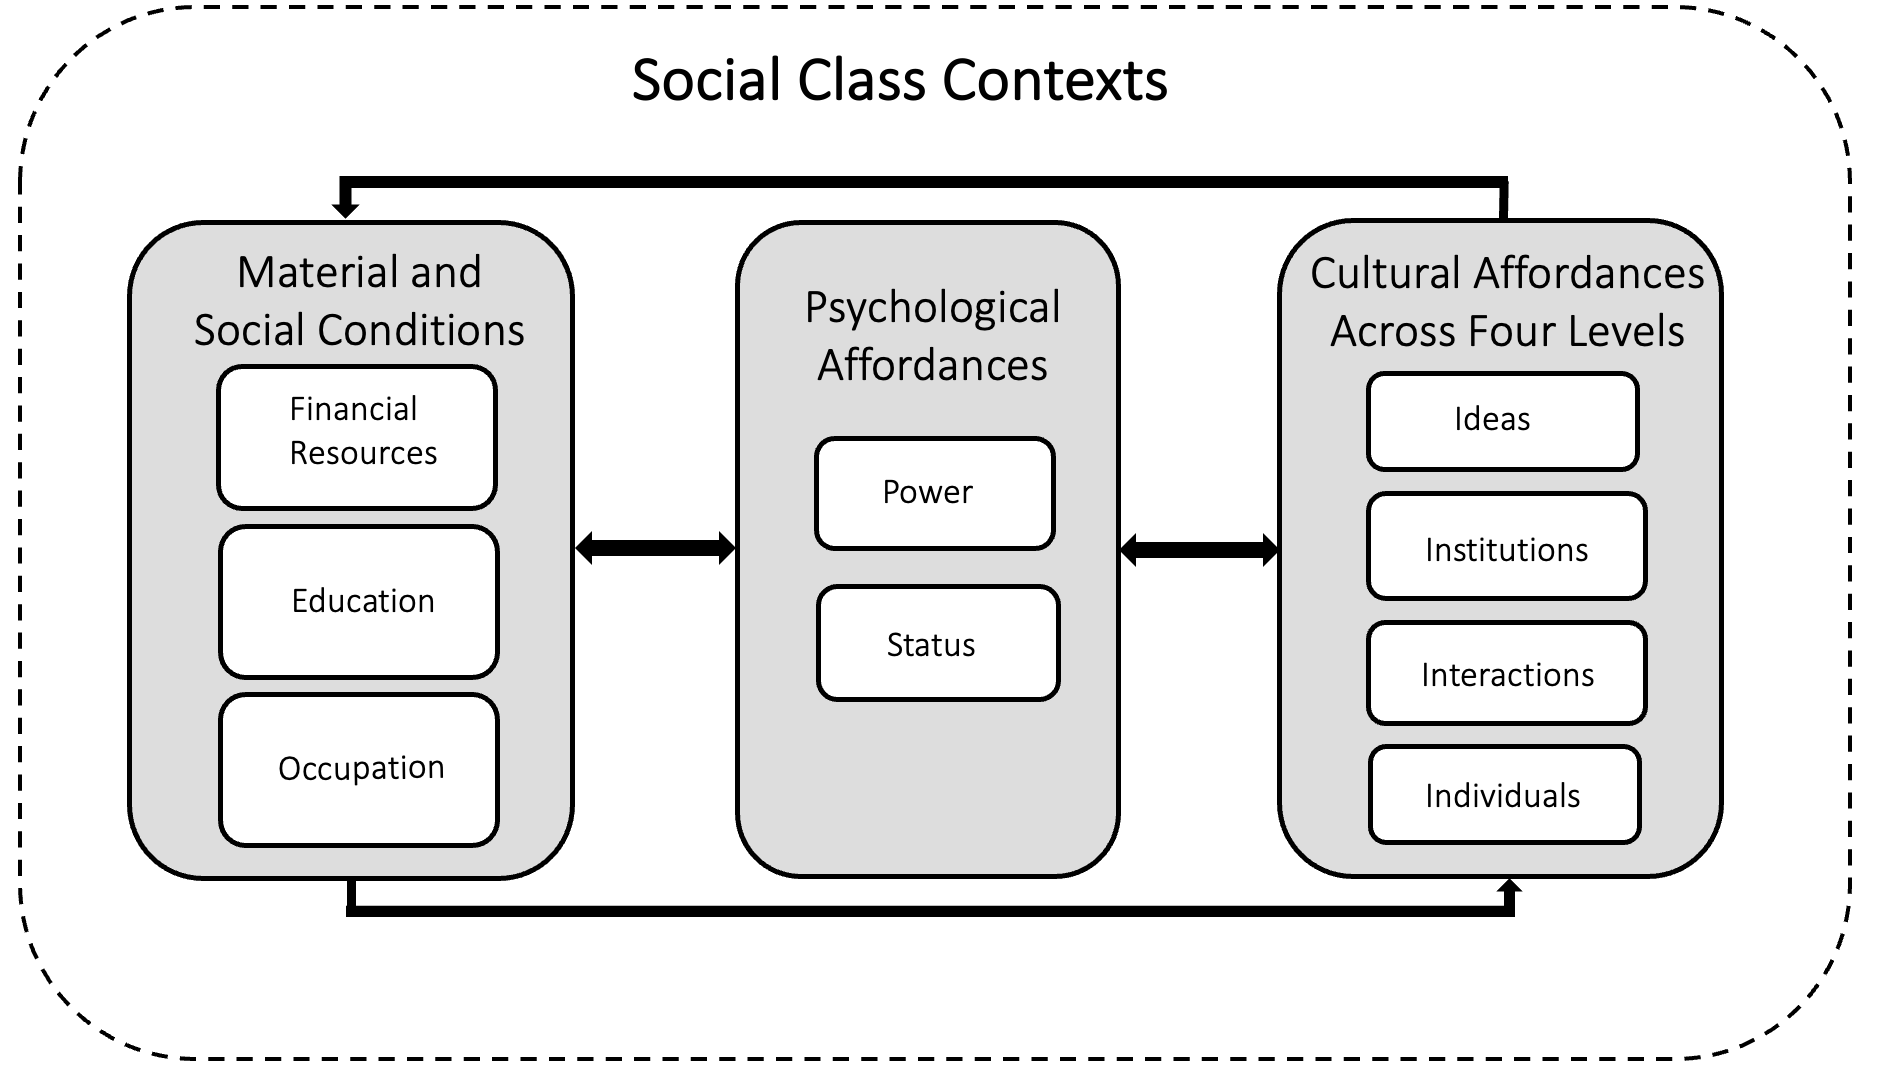 Social Class Contexts
Material and
Social Conditions
Financial
Resources
Education
Occupation
Psychological
Affordances
Power
Status
Cultural Affordances
Across Four Levels
Ideas
Institutions
Interactions
Individuals